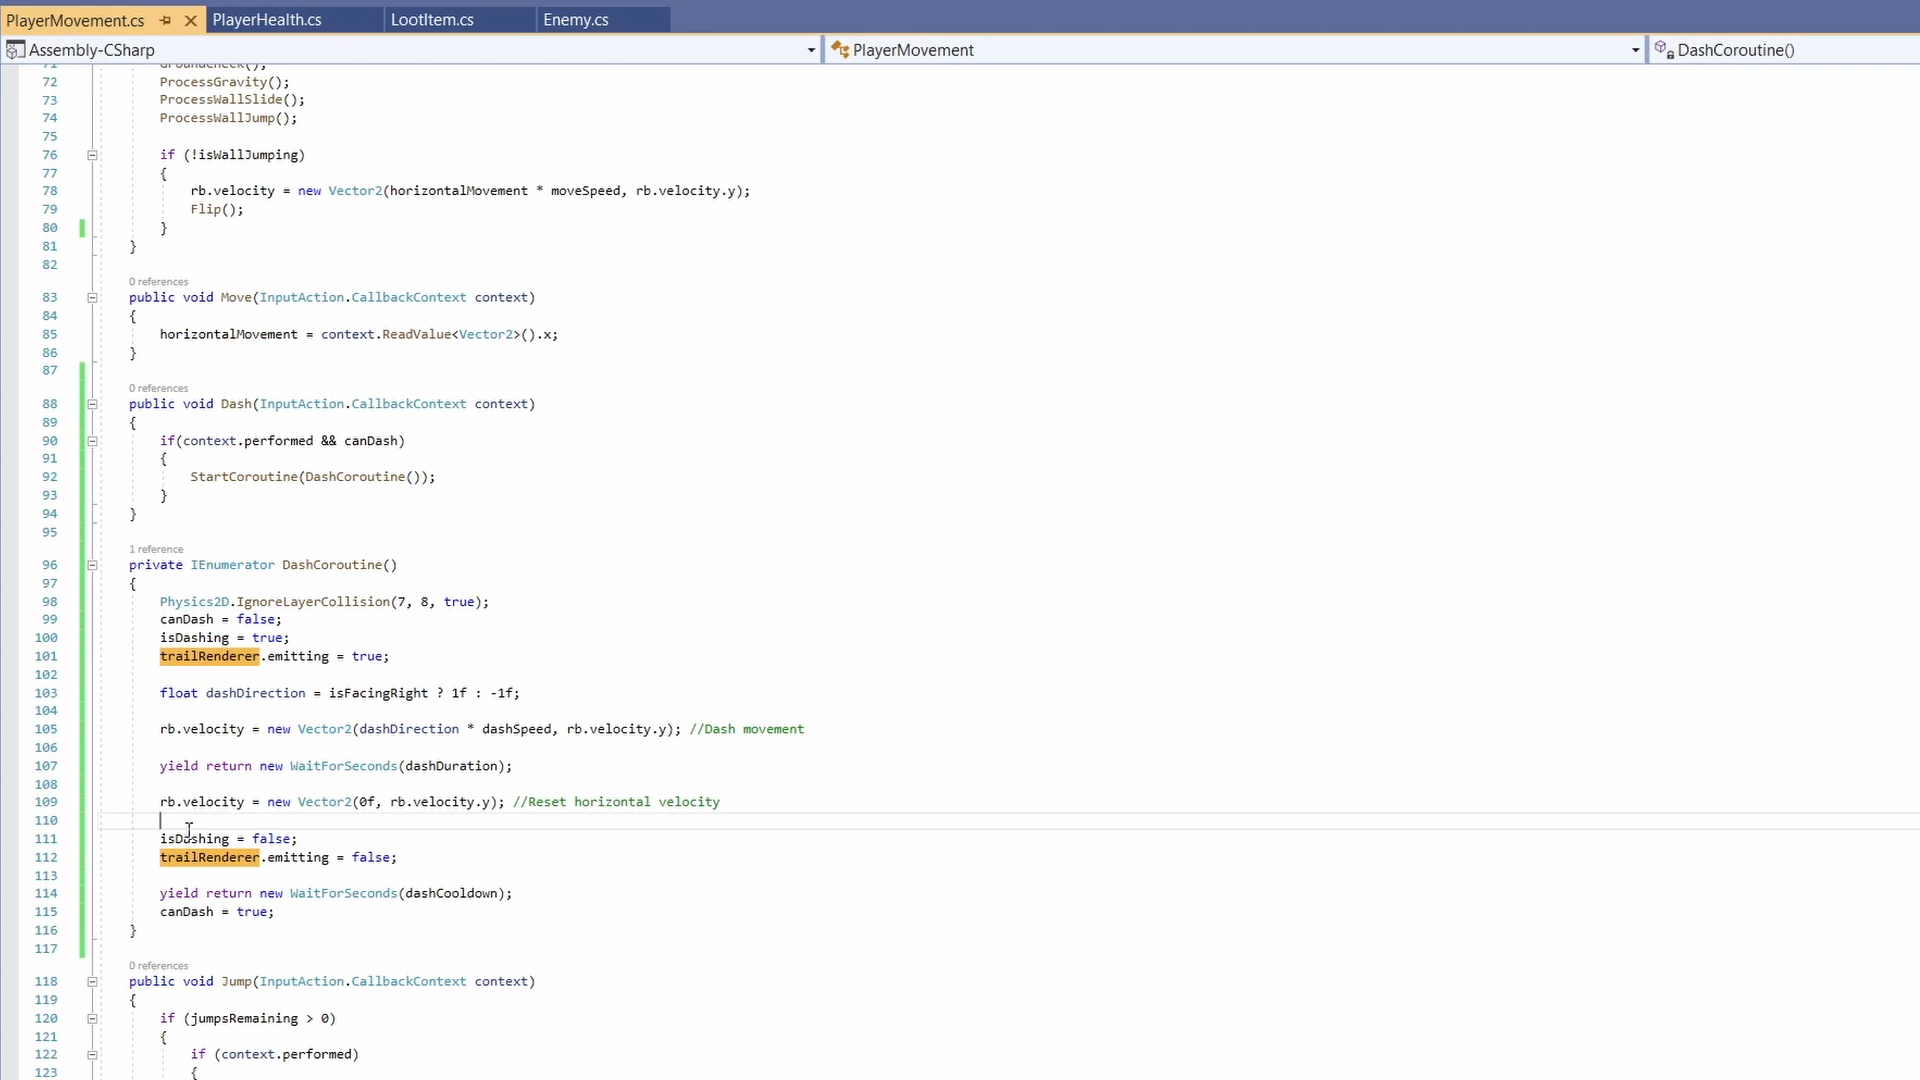 PlayerMovement.cs
PlayerHealth.cs
LootItem.cs
Enemy.cs
Assembly-CSharp
PlayerMovement
DashCoroutine()
71 GroundCheck();
72 ProcessGravity();
73 ProcessWallSlide();
74 ProcessWallJump();
75
76 if (!isWallJumping)
77 {
78 rb.velocity = new Vector2(horizontalMovement * moveSpeed, rb.velocity.y);
79 Flip();
80 }
81 }
82
0 references
83 public void Move(InputAction.CallbackContext context)
84 {
85 horizontalMovement = context.ReadValue<Vector2>().x;
86 }
87
0 references
88 public void Dash(InputAction.CallbackContext context)
89 {
90 if(context.performed && canDash)
91 {
92 StartCoroutine(DashCoroutine());
93 }
94 }
95
1 reference
96 private IEnumerator DashCoroutine()
97 {
98 Physics2D.IgnoreLayerCollision(7, 8, true);
99 canDash = false;
100 isDashing = true;
101 trailRenderer.emitting = true;
102
103 float dashDirection = isFacingRight ? 1f : -1f;
104
105 rb.velocity = new Vector2(dashDirection * dashSpeed, rb.velocity.y); //Dash movement
106
107 yield return new WaitForSeconds(dashDuration);
108
109 rb.velocity = new Vector2(0f, rb.velocity.y); //Reset horizontal velocity
110
111 isDashing = false;
112 trailRenderer.emitting = false;
113
114 yield return new WaitForSeconds(dashCooldown);
115 canDash = true;
116 }
117
0 references
118 public void Jump(InputAction.CallbackContext context)
119 {
120 if (jumpsRemaining > 0)
121 {
122 if (context.performed)
123 {